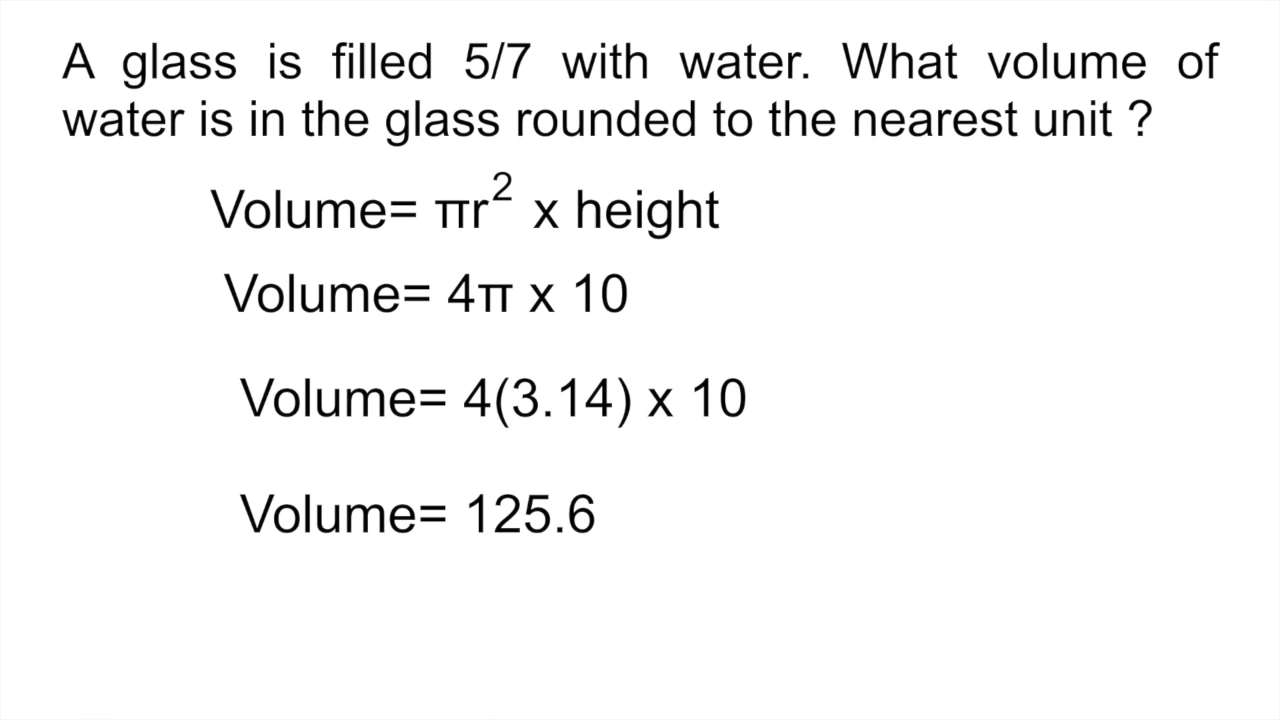 A glass is filled 5/7 with water. What volume of
water is in the glass rounded to the nearest unit ?
Volume= πr² x height
Volume= 4π x 10
Volume= 4(3.14) x 10
Volume= 125.6